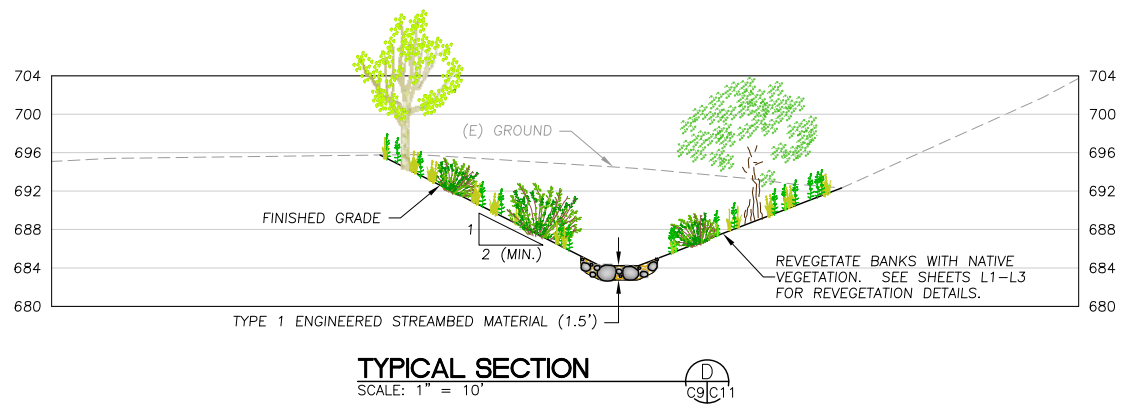 704
704
700
700
(E) GROUND
696
696
692
692
FINISHED GRADE
688
688
1
2 (MIN.)
684
684
REVEGETATE BANKS WITH NATIVE
VEGETATION. SEE SHEETS L1-L3
FOR REVEGETATION DETAILS.
680
680
TYPE 1 ENGINEERED STREAMBED MATERIAL (1.5')
TYPICAL SECTION
SCALE: 1" = 10'
D
C9 C11